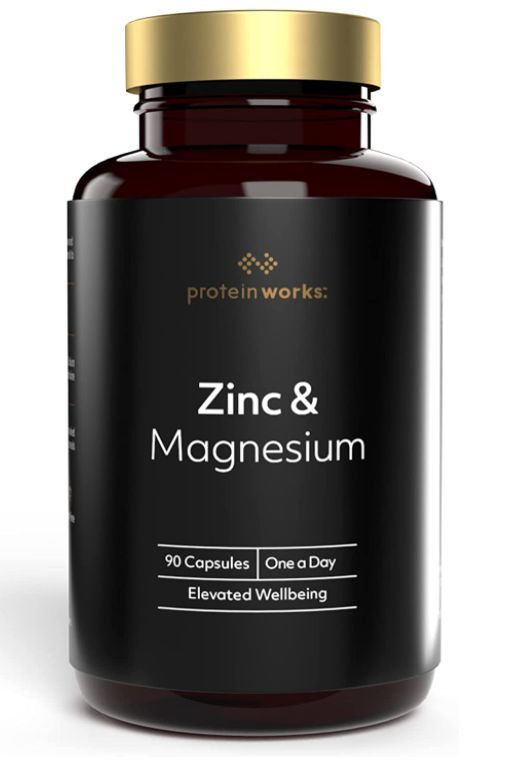 protein works:
Zinc &
Magnesium
90 Capsules One a Day
Elevated Wellbeing